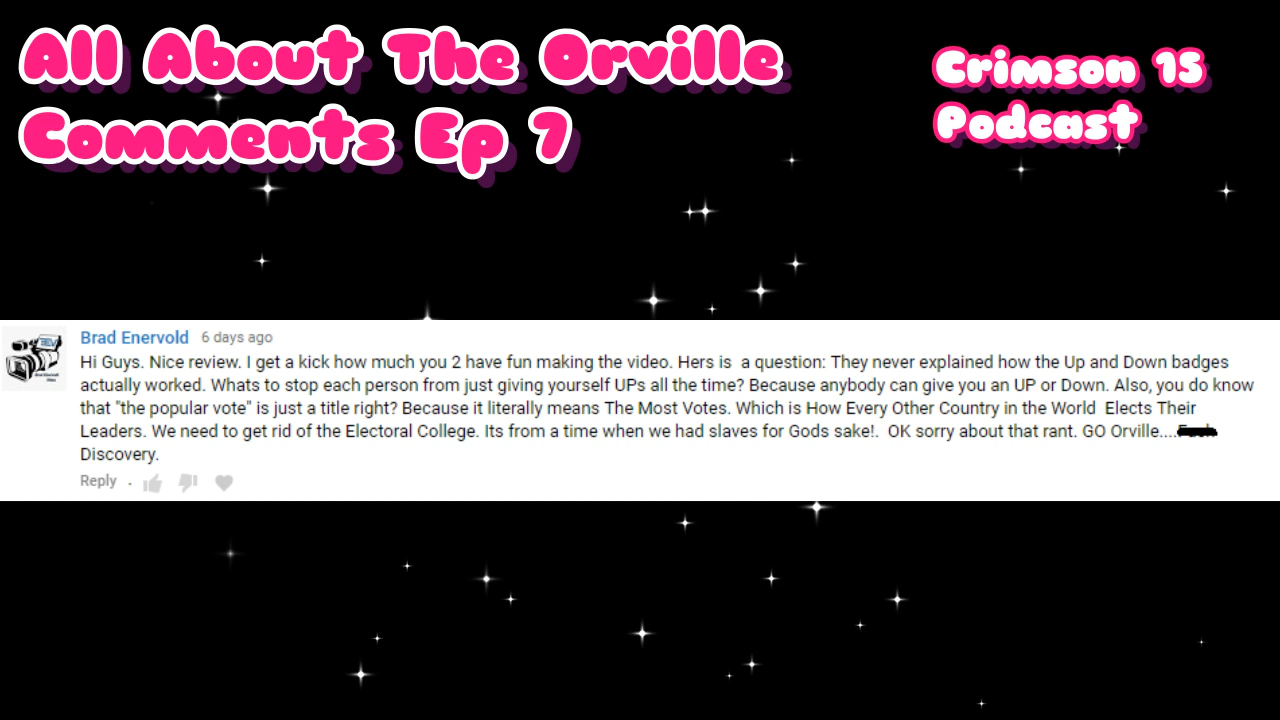 All About The Orville
Comments Ep 7
Crimson 15
Podcast
Brad Enervold 6 days ago
Hi Guys. Nice review. I get a kick how much you 2 have fun making the video. Hers is a question: They never explained how the Up and Down badges
actually worked. Whats to stop each person from just giving yourself UPs all the time? Because anybody can give you an UP or Down. Also, you do know
that "the popular vote" is just a title right? Because it literally means The Most Votes. Which is How Every Other Country in the World Elects Their
Leaders. We need to get rid of the Electoral College. Its from a time when we had slaves for Gods sake!. OK sorry about that rant. GO Orville....
Discovery.
Reply .